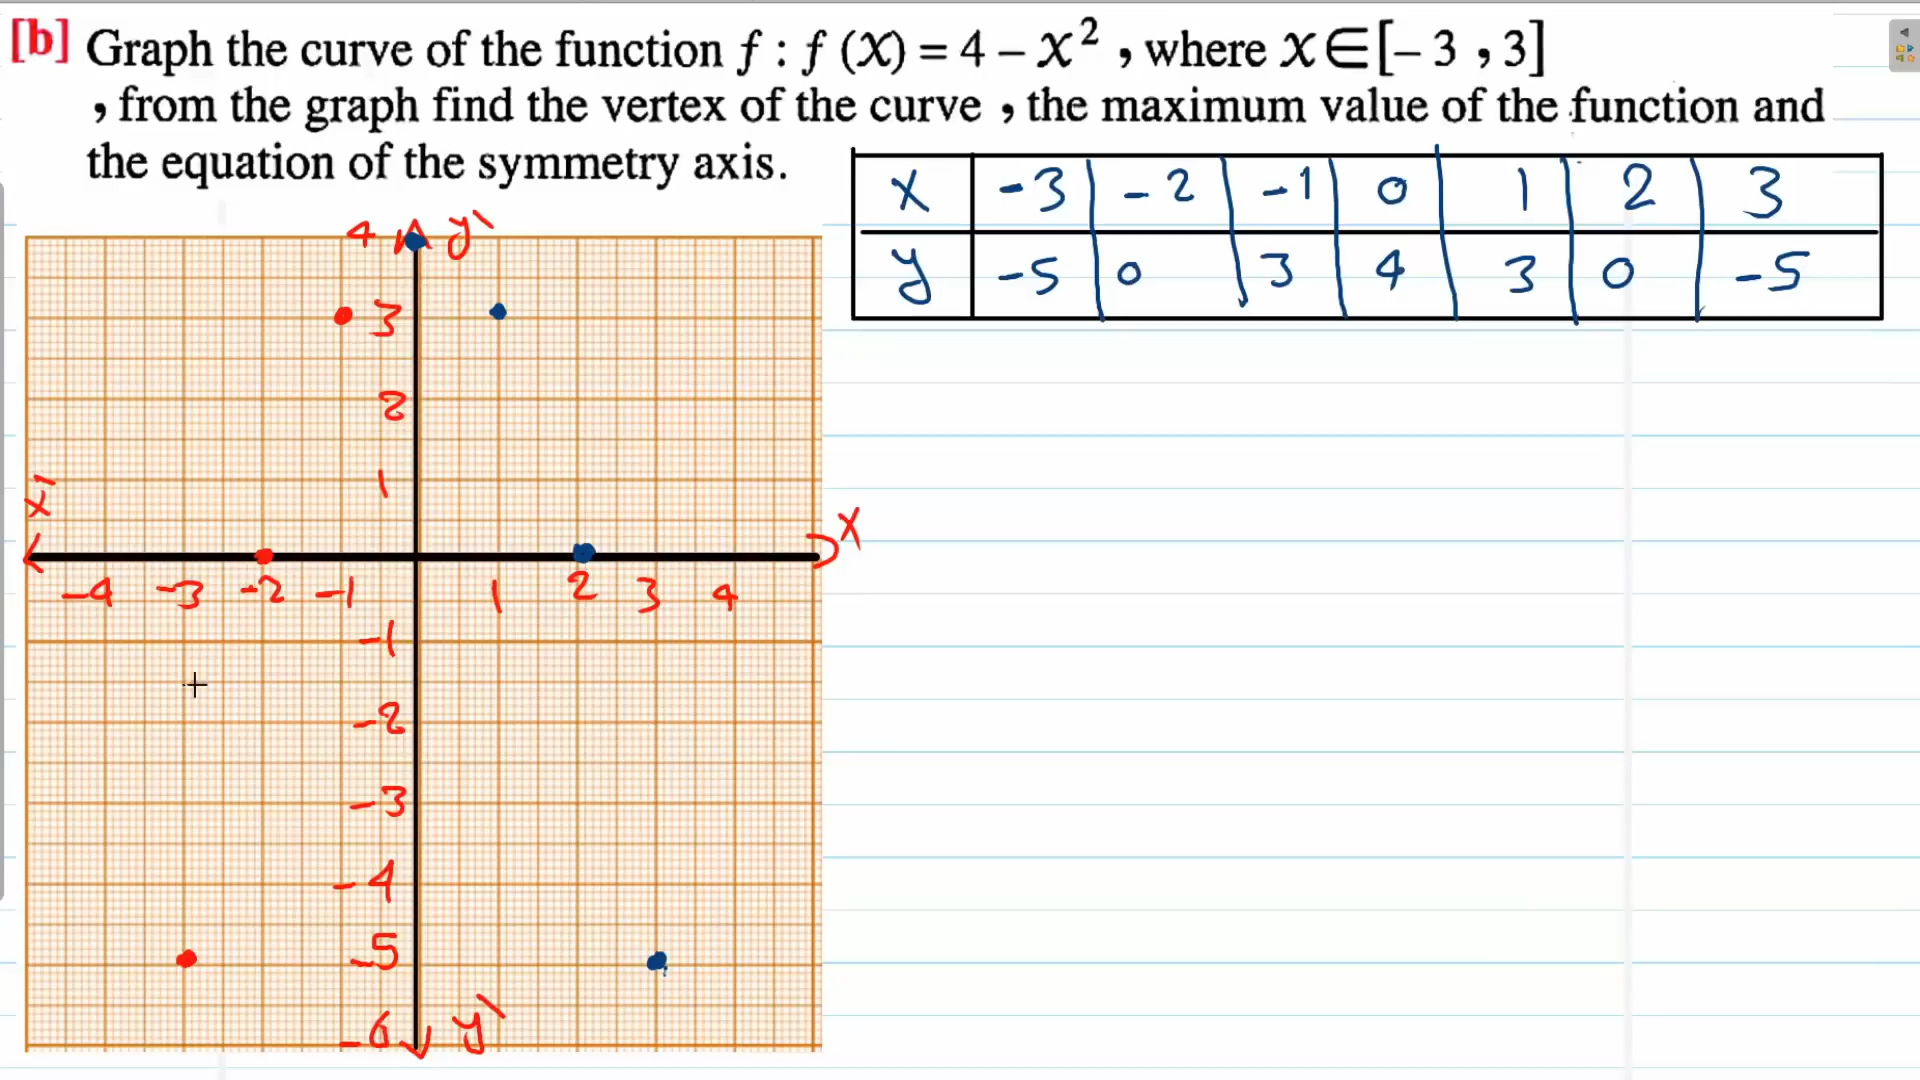 [b] Graph the curve of the function f : f (X) = 4 – X² , where X ∈ [– 3 , 3]
, from the graph find the vertex of the curve , the maximum value of the function and
the equation of the symmetry axis.
x -3 -2 -1 0 1 2 3
y -5 0 3 4 3 0 -5
4 y'
3
2
1
x' x
-4 -3 -2 -1 1 2 3 4
-1
-2
-3
-4
-5
-6 y'